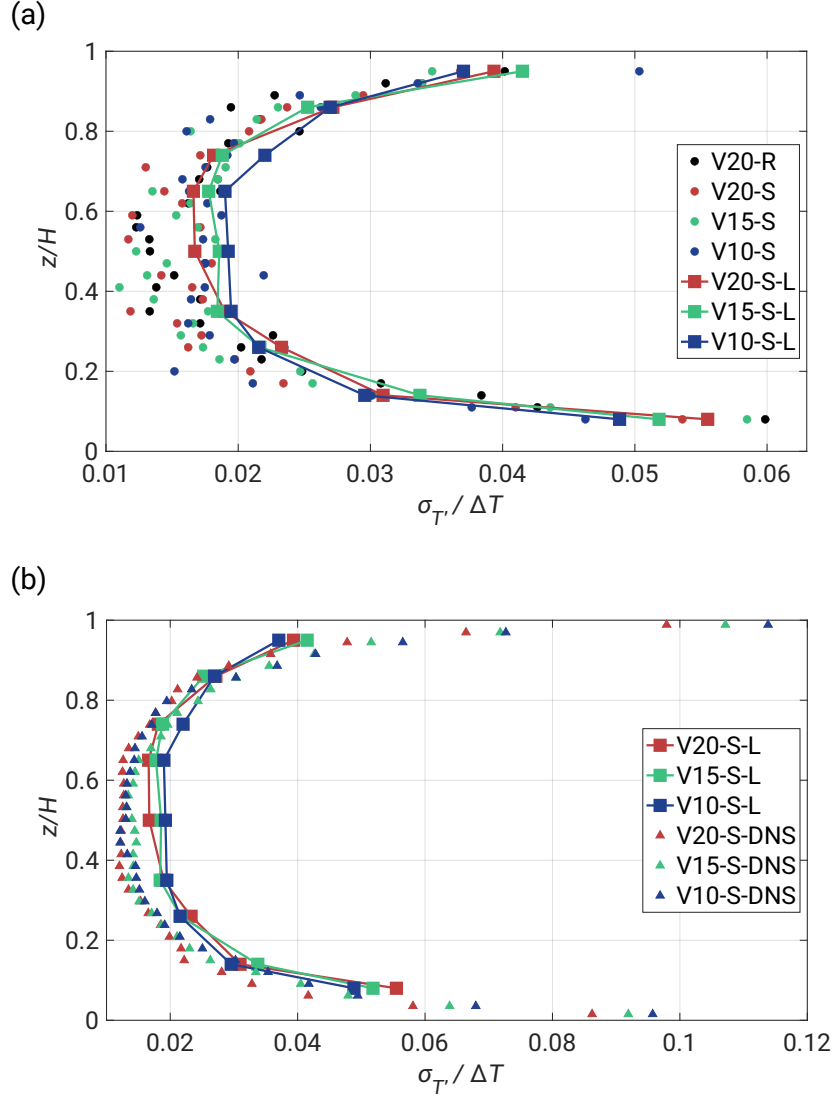 (a)
1
0.8
0.6
0.4
0.2
0
z/H
0.01
0.02
0.03
0.04
0.05
0.06
σT' / ΔT
V20-R
V20-S
V15-S
V10-S
V20-S-L
V15-S-L
V10-S-L
(b)
1
0.8
0.6
0.4
0.2
0
z/H
0.02
0.04
0.06
0.08
0.1
0.12
σT' / ΔT
V20-S-L
V15-S-L
V10-S-L
V20-S-DNS
V15-S-DNS
V10-S-DNS